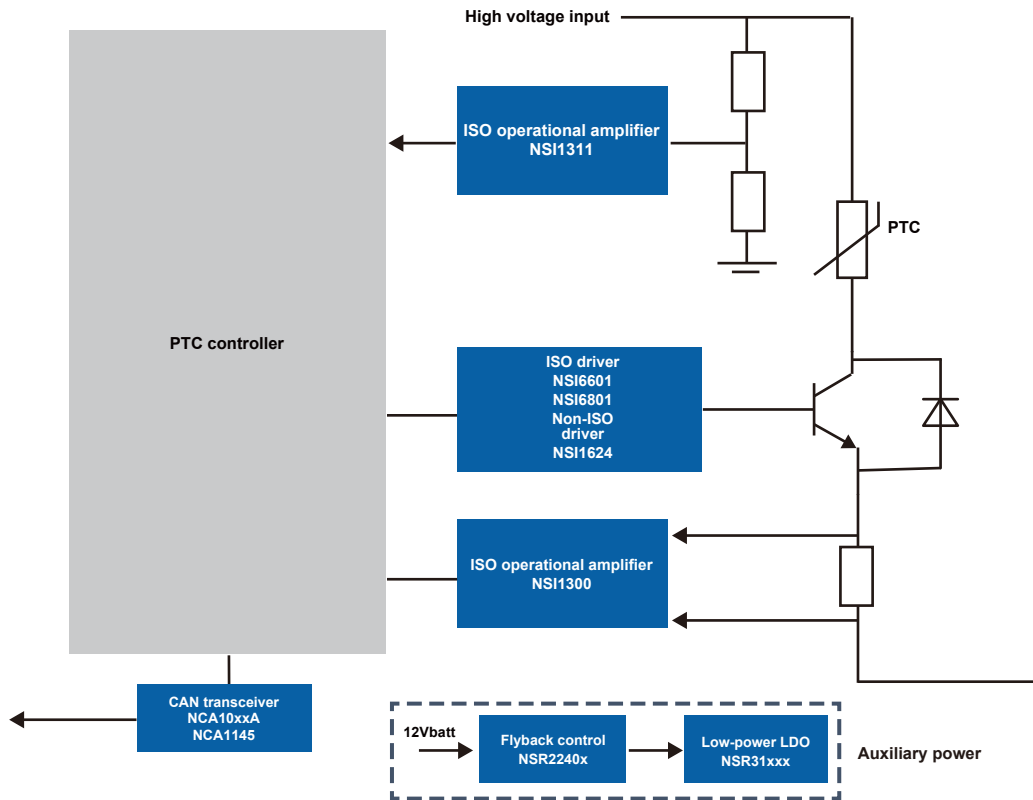 High voltage input
ISO operational amplifier
NSI1311
PTC
PTC controller
ISO driver
NSI6601
NSI6801
Non-ISO
driver
NSI1624
ISO operational amplifier
NSI1300
CAN transceiver
NCA10xxA
NCA1145
12Vbatt
Flyback control
NSR2240x
Low-power LDO
NSR31xxx
Auxiliary power